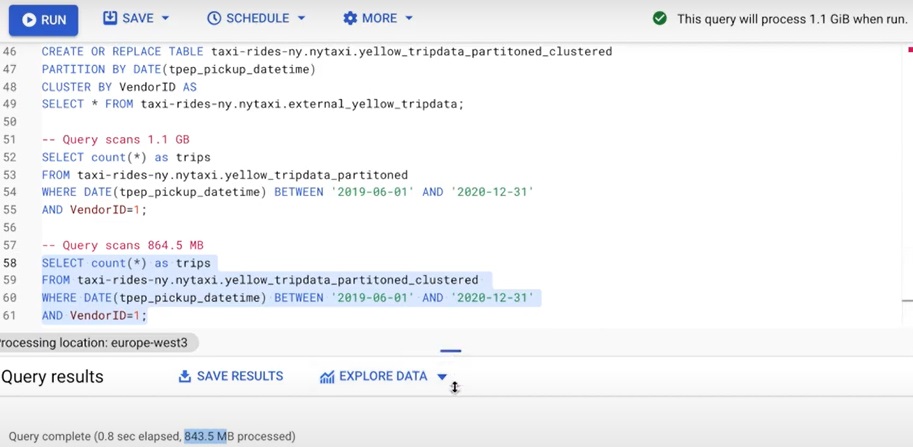 RUN SAVE SCHEDULE MORE This query will process 1.1 GiB when run.
46 CREATE OR REPLACE TABLE taxi-rides-ny.nytaxi.yellow_tripdata_partitioned_clustered
47 PARTITION BY DATE(tpep_pickup_datetime)
48 CLUSTER BY VendorID AS
49 SELECT * FROM taxi-rides-ny.nytaxi.external_yellow_tripdata;
50
51 -- Query scans 1.1 GB
52 SELECT count(*) as trips
53 FROM taxi-rides-ny.nytaxi.yellow_tripdata_partitoned
54 WHERE DATE(tpep_pickup_datetime) BETWEEN '2019-06-01' AND '2020-12-31'
55 AND VendorID=1;
56
57 -- Query scans 864.5 MB
58 SELECT count(*) as trips
59 FROM taxi-rides-ny.nytaxi.yellow_tripdata_partitoned_clustered
60 WHERE DATE(tpep_pickup_datetime) BETWEEN '2019-06-01' AND '2020-12-31'
61 AND VendorID=1;
rocessing location: europe-west3
Query results SAVE RESULTS EXPLORE DATA
Query complete (0.8 sec elapsed, 843.5 MB processed)